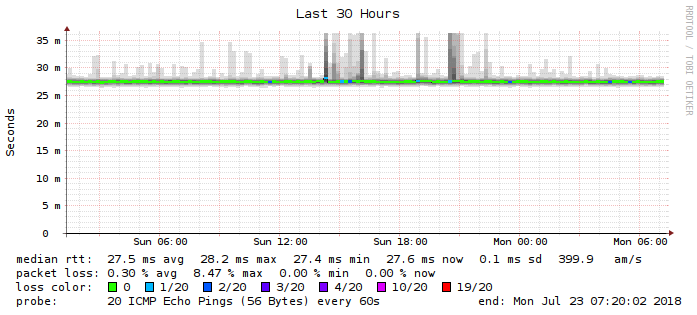 Last 30 Hours
RRDTOOL / TOBI OETIKER
Seconds
35 m
30 m
25 m
20 m
15 m
10 m
5 m
0
Sun 06:00 Sun 12:00 Sun 18:00 Mon 00:00 Mon 06:00
median rtt: 27.5 ms avg 28.2 ms max 27.4 ms min 27.6 ms now 0.1 ms sd 399.9 am/s
packet loss: 0.30 % avg 8.47 % max 0.00 % min 0.00 % now
loss color: 0 1/20 2/20 3/20 4/20 10/20 19/20
probe: 20 ICMP Echo Pings (56 Bytes) every 60s end: Mon Jul 23 07:20:02 2018